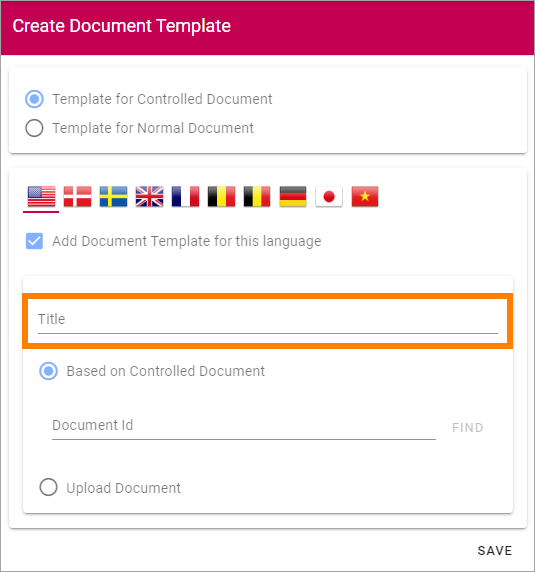 Create Document Template
Template for Controlled Document
Template for Normal Document
Add Document Template for this language
Title
Based on Controlled Document
Document Id
FIND
Upload Document
SAVE